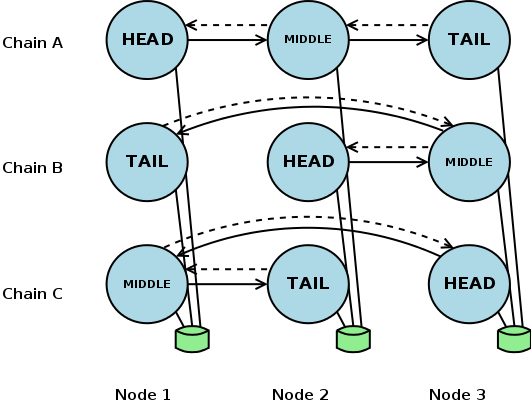 Chain A
HEAD
MIDDLE
TAIL
Chain B
TAIL
HEAD
MIDDLE
Chain C
MIDDLE
TAIL
HEAD
Node 1
Node 2
Node 3